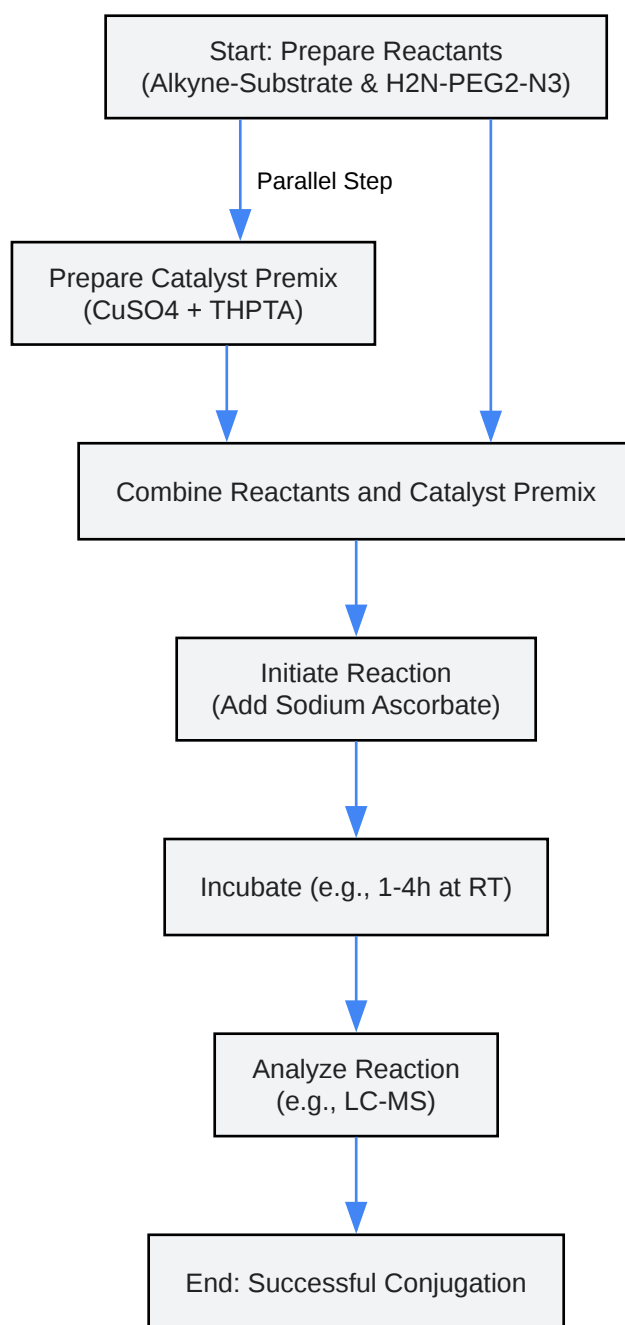 Start: Prepare Reactants
(Alkyne-Substrate & H2N-PEG2-N3)
Parallel Step
Prepare Catalyst Premix
(CuSO4 + THPTA)
Combine Reactants and Catalyst Premix
Initiate Reaction
(Add Sodium Ascorbate)
Incubate (e.g., 1-4h at RT)
Analyze Reaction
(e.g., LC-MS)
End: Successful Conjugation